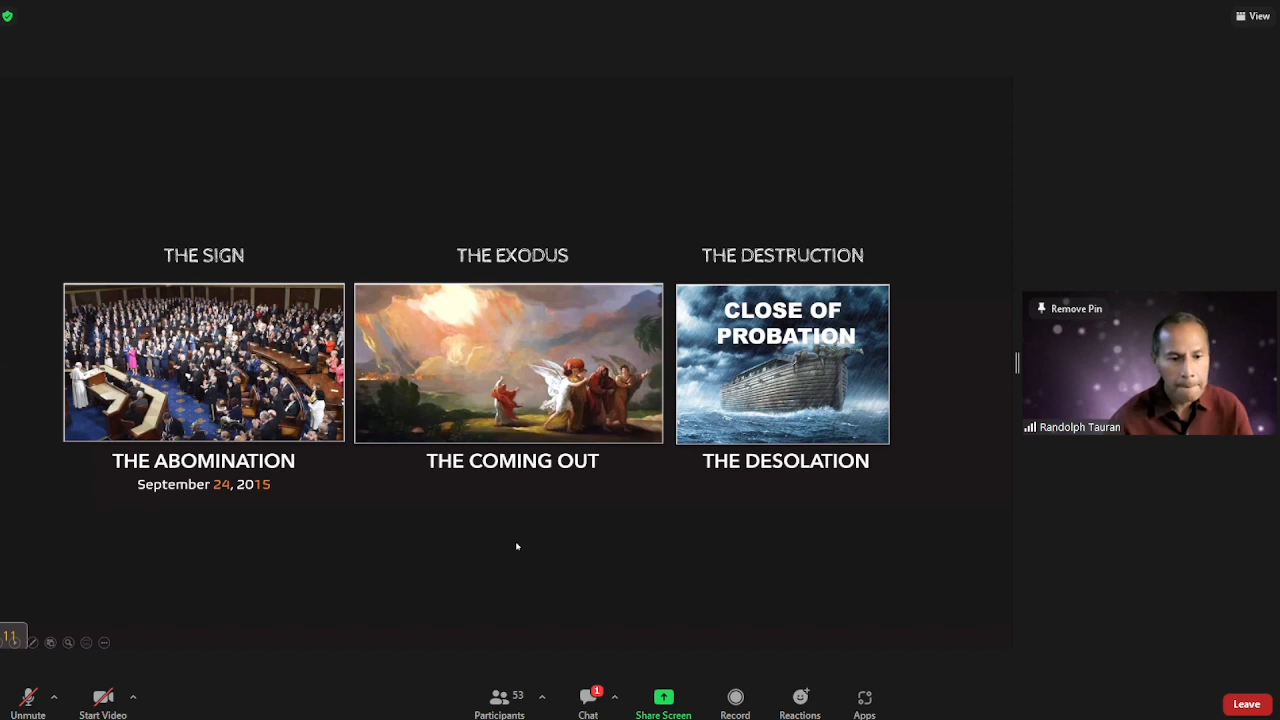 View
THE SIGN
THE EXODUS
THE DESTRUCTION
CLOSE OF
PROBATION
Remove Pin
Randolph Tauran
THE ABOMINATION
THE COMING OUT
THE DESOLATION
September 24, 2015
11
53
1
Unmute
Start Video
Participants
Chat
Share Screen
Record
Reactions
Apps
Leave